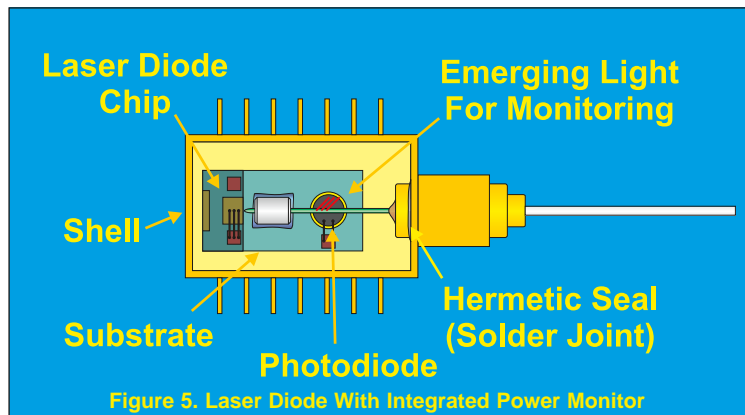 Laser Diode
Chip
Emerging Light
For Monitoring
Shell
Substrate
Photodiode
Hermetic Seal
(Solder Joint)
Figure 5. Laser Diode With Integrated Power Monitor